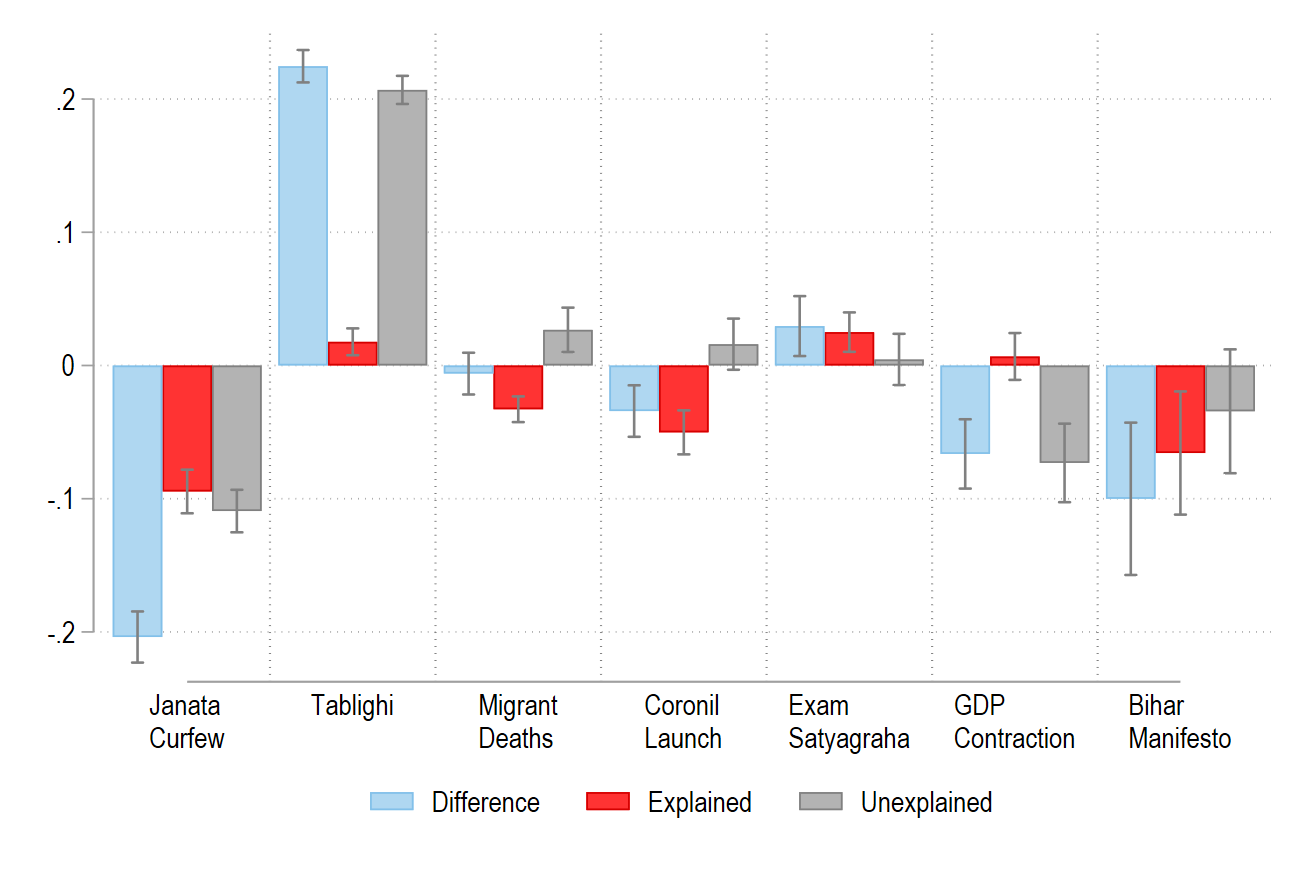 .2
.1
0
-.1
-.2
Janata
Curfew
Tablighi
Migrant
Deaths
Coronil
Launch
Exam
Satyagraha
GDP
Contraction
Bihar
Manifesto
Difference
Explained
Unexplained